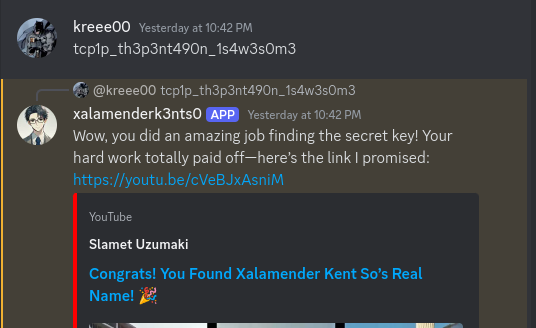 kreee00 Yesterday at 10:42 PM
tcp1p_th3p3nt490n_1s4w3s0m3
@kreee00 tcp1p_th3p3nt490n_1s4w3s0m3
xalamenderk3nts0 APP Yesterday at 10:42 PM
Wow, you did an amazing job finding the secret key! Your
hard work totally paid off—here's the link I promised:
https://youtu.be/cVeBJxAsniM
YouTube
Slamet Uzumaki
Congrats! You Found Xalamender Kent So's Real
Name! 🎉